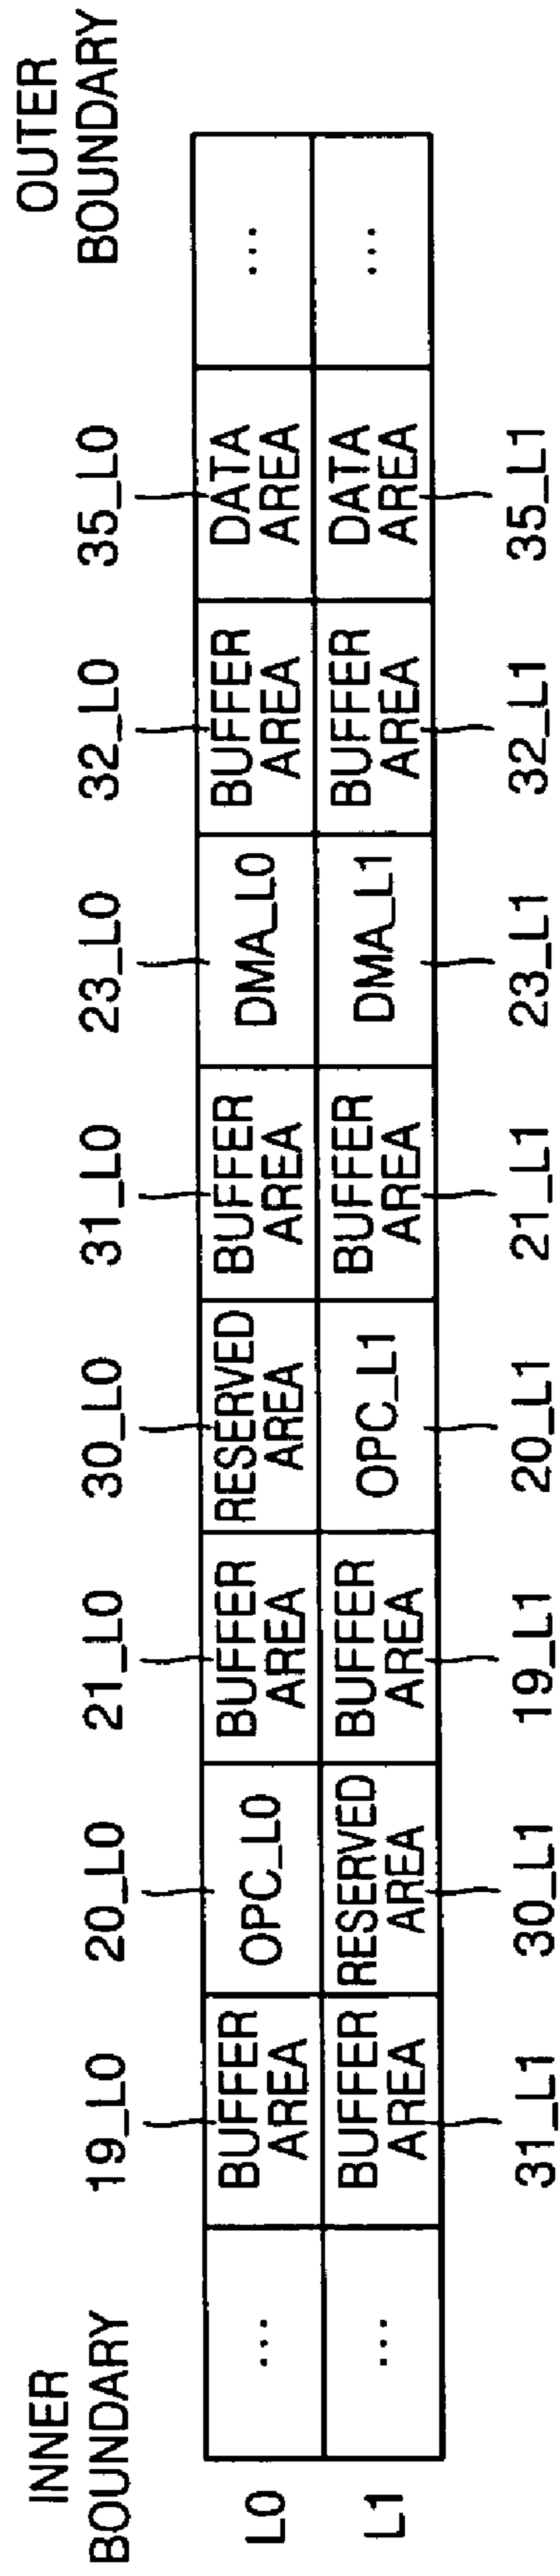 INNER
BOUNDARY
OUTER
BOUNDARY
19_L0
20_L0
21_L0
30_L0
31_L0
23_L0
32_L0
35_L0
L0
...
BUFFER
AREA
OPC_L0
BUFFER
AREA
RESERVED
AREA
BUFFER
AREA
DMA_L0
BUFFER
AREA
DATA
AREA
...
L1
...
BUFFER
AREA
RESERVED
AREA
BUFFER
AREA
OPC_L1
BUFFER
AREA
DMA_L1
BUFFER
AREA
DATA
AREA
...
31_L1
30_L1
19_L1
20_L1
21_L1
23_L1
32_L1
35_L1